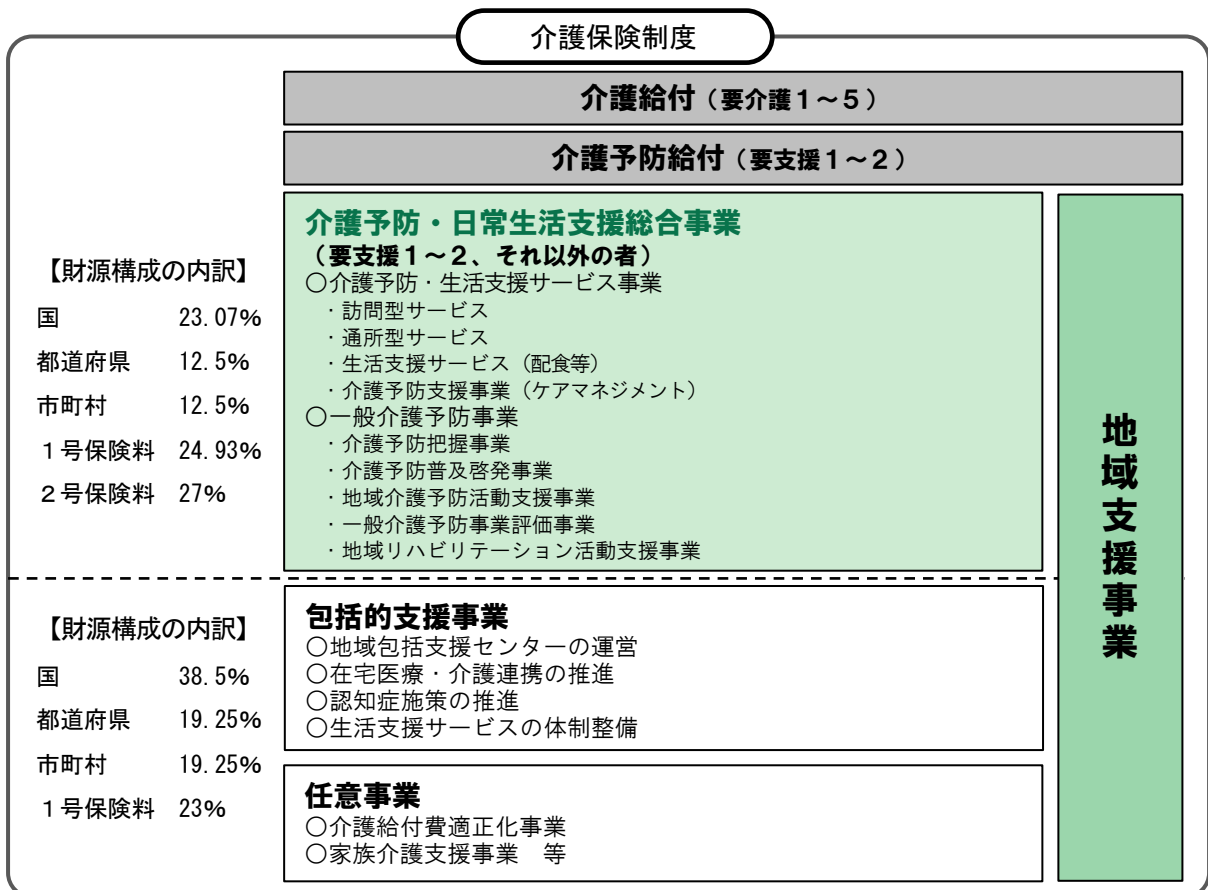 介護保険制度
介護給付（要介護１～５）
介護予防給付（要支援１～２）
【財源構成の内訳】
国 23.07%
都道府県 12.5%
市町村 12.5%
１号保険料 24.93%
２号保険料 27%
介護予防・日常生活支援総合事業
（要支援１～２、それ以外の者）
○介護予防・生活支援サービス事業
・訪問型サービス
・通所型サービス
・生活支援サービス（配食等）
・介護予防支援事業（ケアマネジメント）
○一般介護予防事業
・介護予防把握事業
・介護予防普及啓発事業
・地域介護予防活動支援事業
・一般介護予防事業評価事業
・地域リハビリテーション活動支援事業
地域支援事業
【財源構成の内訳】
国 38.5%
都道府県 19.25%
市町村 19.25%
１号保険料 23%
包括的支援事業
○地域包括支援センターの運営
○在宅医療・介護連携の推進
○認知症施策の推進
○生活支援サービスの体制整備
任意事業
○介護給付費適正化事業
○家族介護支援事業　等